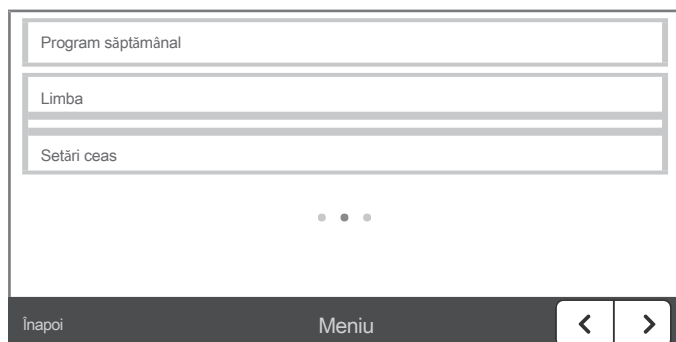 Program săptămânal
Limba
Setări ceas
Înapoi
Meniu